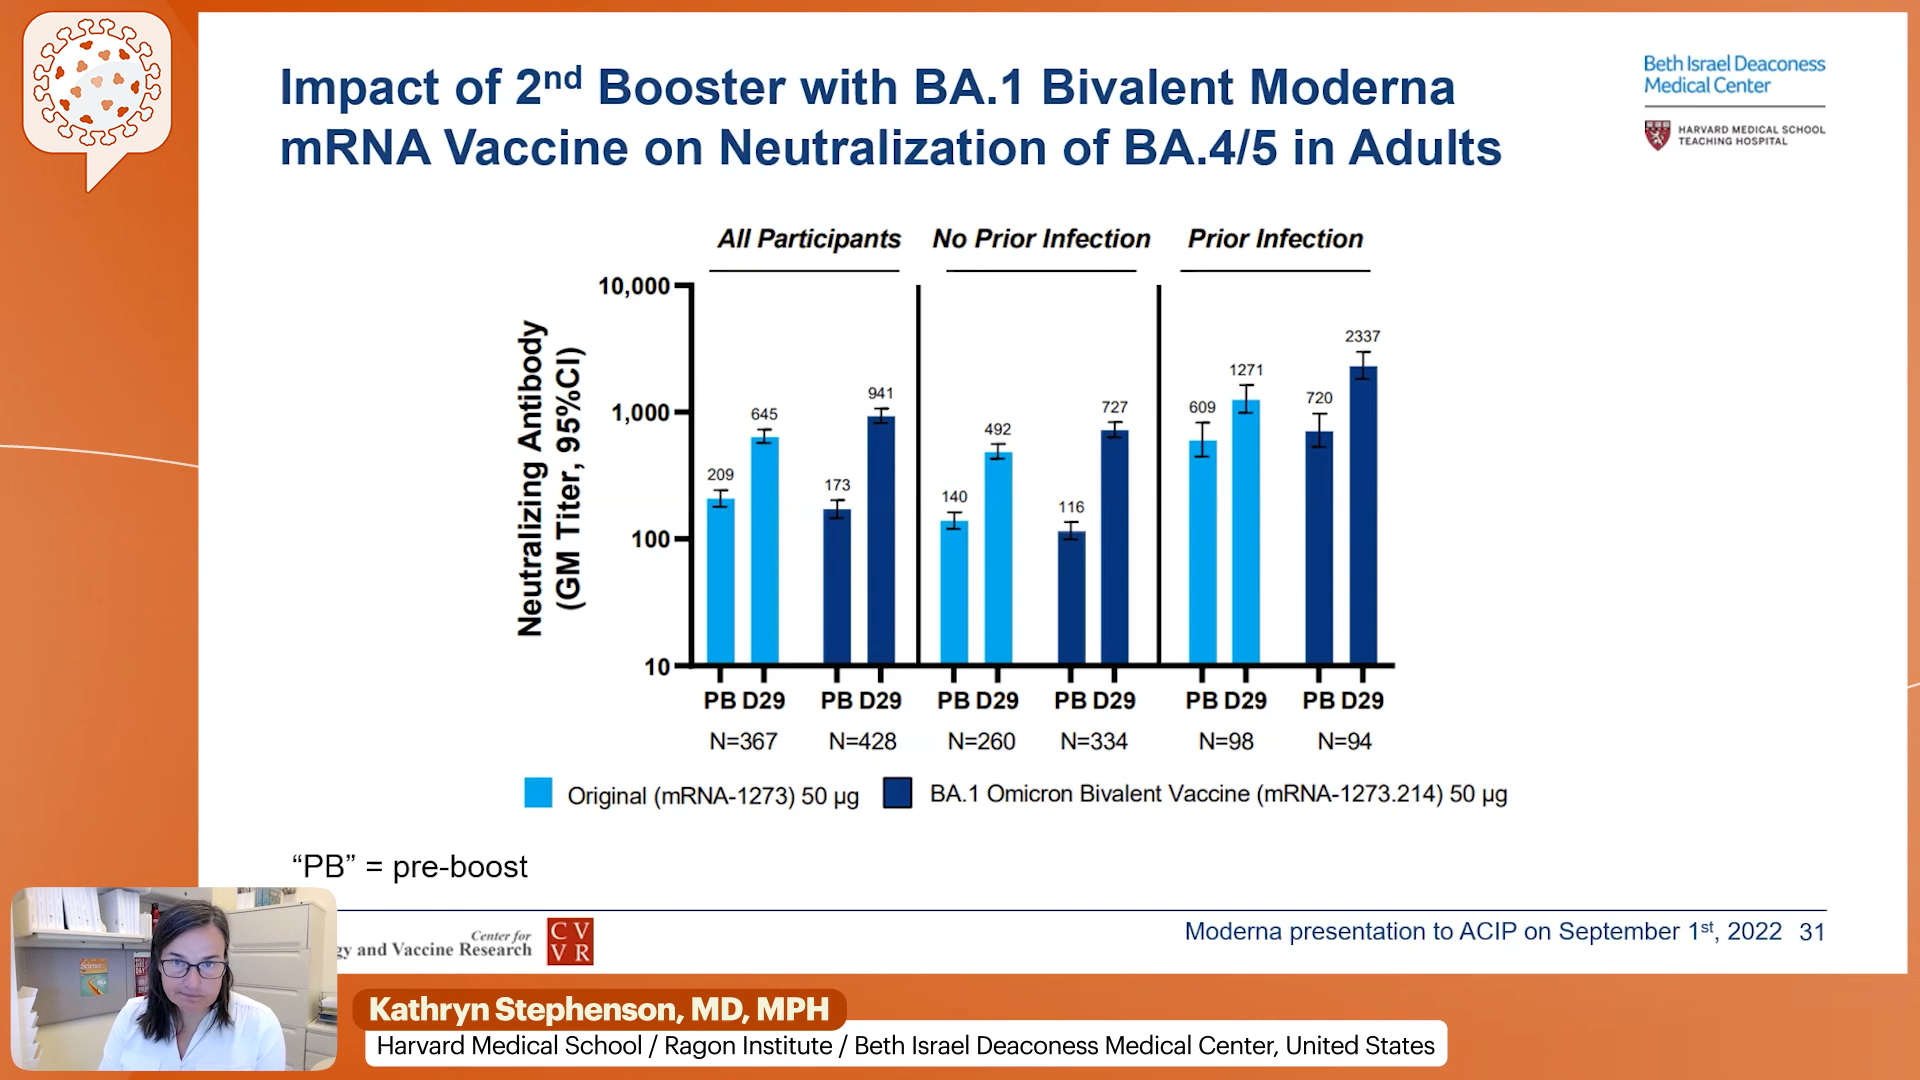 Impact of 2nd Booster with BA.1 Bivalent Moderna
mRNA Vaccine on Neutralization of BA.4/5 in Adults
Beth Israel Deaconess
Medical Center
HARVARD MEDICAL SCHOOL
TEACHING HOSPITAL
All Participants
No Prior Infection
Prior Infection
Neutralizing Antibody
(GM Titer, 95%CI)
10,000
1,000
100
10
209
645
173
941
140
492
116
727
609
1271
720
2337
PB D29 PB D29 PB D29 PB D29 PB D29 PB D29
N=367 N=428 N=260 N=334 N=98 N=94
Original (mRNA-1273) 50 µg
BA.1 Omicron Bivalent Vaccine (mRNA-1273.214) 50 µg
“PB” = pre-boost
Center for
gy and Vaccine Research
CV
VR
Moderna presentation to ACIP on September 1st, 2022 31
Kathryn Stephenson, MD, MPH
Harvard Medical School / Ragon Institute / Beth Israel Deaconess Medical Center, United States